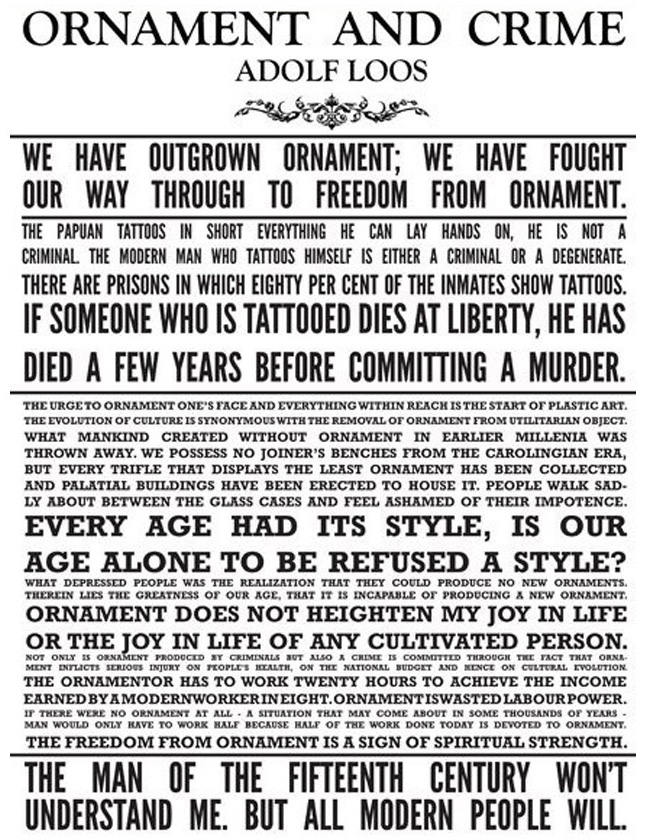 ORNAMENT AND CRIME
ADOLF LOOS
WE HAVE OUTGROWN ORNAMENT; WE HAVE FOUGHT
OUR WAY THROUGH TO FREEDOM FROM ORNAMENT.
THE PAPUAN TATTOOS IN SHORT EVERYTHING HE CAN LAY HANDS ON, HE IS NOT A
CRIMINAL. THE MODERN MAN WHO TATTOOS HIMSELF IS EITHER A CRIMINAL OR A DEGENERATE.
THERE ARE PRISONS IN WHICH EIGHTY PER CENT OF THE INMATES SHOW TATTOOS.
IF SOMEONE WHO IS TATTOOED DIES AT LIBERTY, HE HAS
DIED A FEW YEARS BEFORE COMMITTING A MURDER.
THE URGE TO ORNAMENT ONE'S FACE AND EVERYTHING WITHIN REACH IS THE START OF PLASTIC ART.
THE EVOLUTION OF CULTURE IS SYNONYMOUS WITH THE REMOVAL OF ORNAMENT FROM UTILITARIAN OBJECT.
WHAT MANKIND CREATED WITHOUT ORNAMENT IN EARLIER MILLENIA WAS
THROWN AWAY. WE POSSESS NO JOINER'S BENCHES FROM THE CAROLINGIAN ERA,
BUT EVERY TRIFLE THAT DISPLAYS THE LEAST ORNAMENT HAS BEEN COLLECTED
AND PALATIAL BUILDINGS HAVE BEEN ERECTED TO HOUSE IT. PEOPLE WALK SAD-
LY ABOUT BETWEEN THE GLASS CASES AND FEEL ASHAMED OF THEIR IMPOTENCE.
EVERY AGE HAD ITS STYLE, IS OUR
AGE ALONE TO BE REFUSED A STYLE?
WHAT DEPRESSED PEOPLE WAS THE REALIZATION THAT THEY COULD PRODUCE NO NEW ORNAMENTS.
THEREIN LIES THE GREATNESS OF OUR AGE, THAT IT IS INCAPABLE OF PRODUCING A NEW ORNAMENT.
ORNAMENT DOES NOT HEIGHTEN MY JOY IN LIFE
OR THE JOY IN LIFE OF ANY CULTIVATED PERSON.
NOT ONLY IS ORNAMENT PRODUCED BY CRIMINALS BUT ALSO A CRIME IS COMMITTED THROUGH THE FACT THAT ORNA-
MENT INFLICTS SERIOUS INJURY ON PEOPLE'S HEALTH, ON THE NATIONAL BUDGET AND HENCE ON CULTURAL EVOLUTION.
THE ORNAMENTOR HAS TO WORK TWENTY HOURS TO ACHIEVE THE INCOME
EARNED BY A MODERN WORKER IN EIGHT. ORNAMENT IS WASTED LABOUR POWER.
IF THERE WERE NO ORNAMENT AT ALL - A SITUATION THAT MAY COME ABOUT IN SOME THOUSANDS OF YEARS -
MAN WOULD ONLY HAVE TO WORK HALF BECAUSE HALF OF THE WORK DONE TODAY IS DEVOTED TO ORNAMENT.
THE FREEDOM FROM ORNAMENT IS A SIGN OF SPIRITUAL STRENGTH.
THE MAN OF THE FIFTEENTH CENTURY WON'T
UNDERSTAND ME. BUT ALL MODERN PEOPLE WILL.